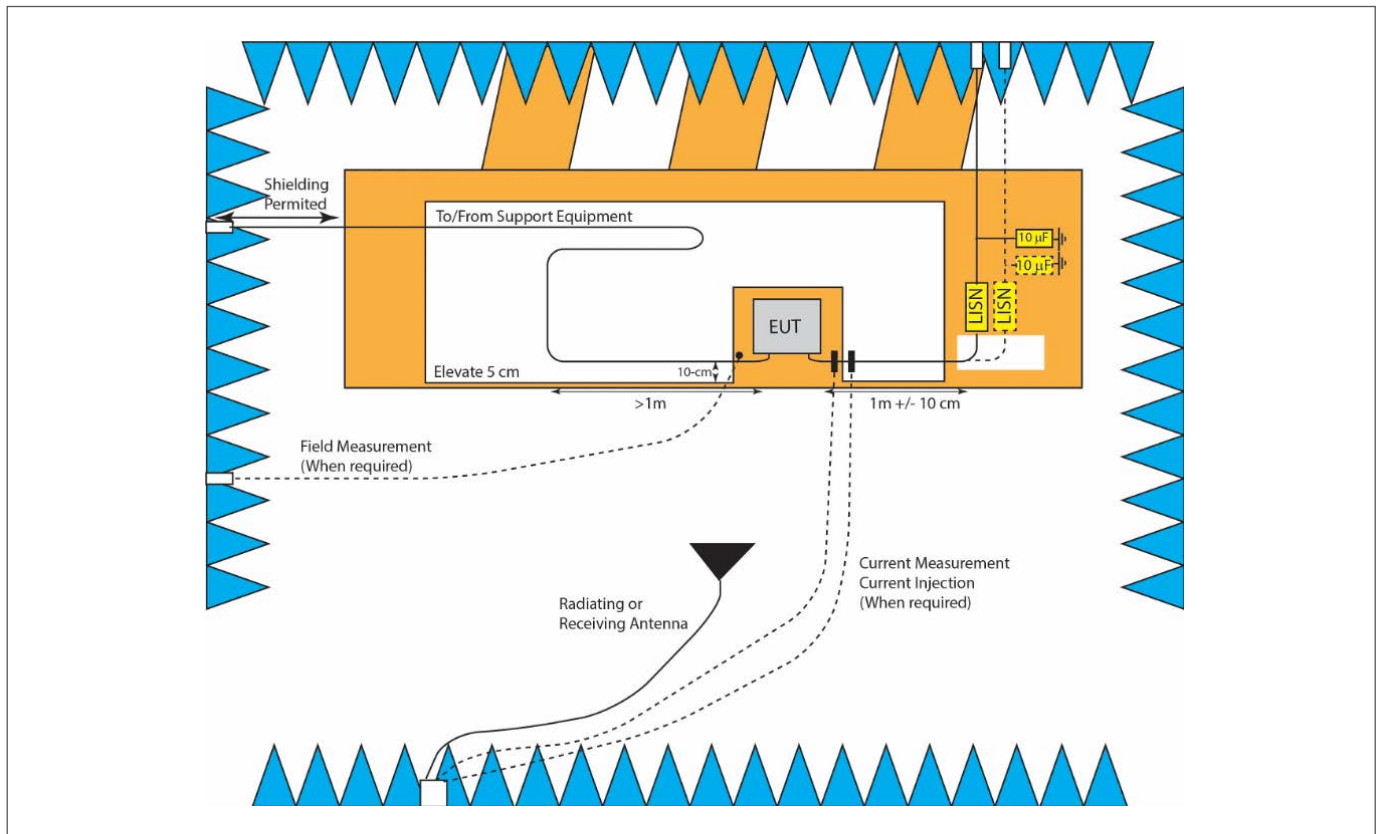 Shielding
Permited
To/From Support Equipment
10 µF
10 µF
LISN
LISN
EUT
Elevate 5 cm
10-cm
>1m
1m +/- 10 cm
Field Measurement
(When required)
Current Measurement
Current Injection
(When required)
Radiating or
Receiving Antenna